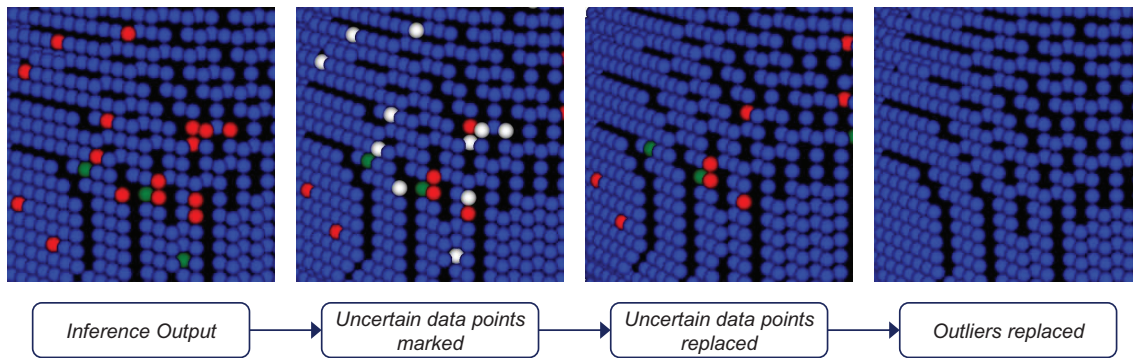 Inference Output
Uncertain data points
marked
Uncertain data points
replaced
Outliers replaced